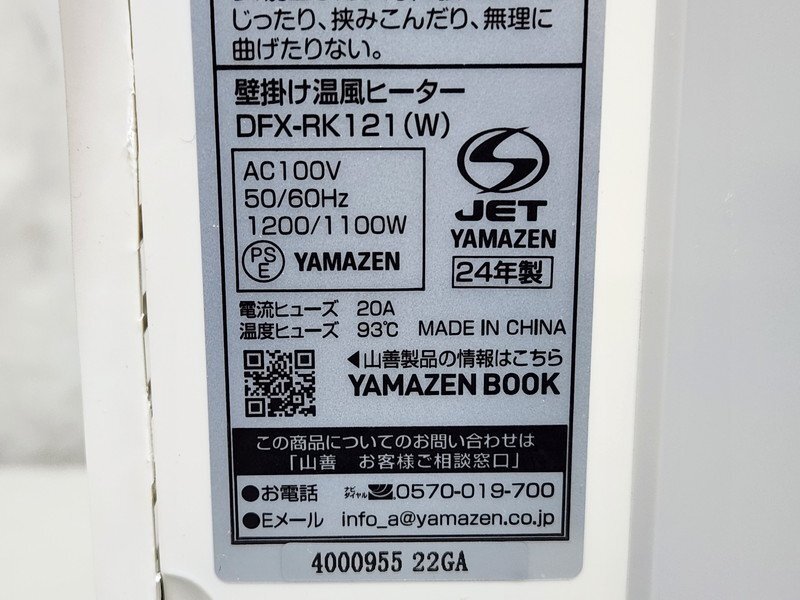 じったり、挟みこんだり、無理に
曲げたりない。
壁掛け温風ヒーター
DFX-RK121(W)
AC100V
50/60Hz
1200/1100W
PS
E
YAMAZEN
JET
YAMAZEN
24年製
電流ヒューズ 20A
温度ヒューズ 93℃ MADE IN CHINA
◀山善製品の情報はこちら
YAMAZEN BOOK
この商品についてのお問い合わせは
「山善 お客様ご相談窓口」
●お電話 ナビダイヤル 0570-019-700
●Eメール info_a@yamazen.co.jp
4000955 22GA